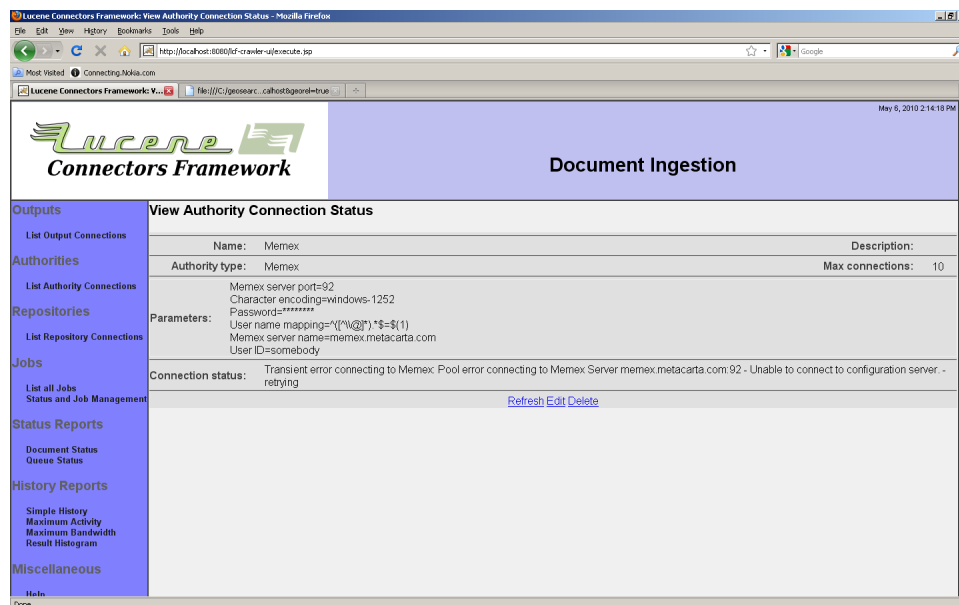 Lucene Connectors Framework: View Authority Connection Status - Mozilla Firefox
File Edit View History Bookmarks Tools Help
http://localhost:8080/lcf-crawler-ui/execute.jsp
Google
Most Visited Connecting.Nokia.com
Lucene Connectors Framework: V... file:///C:/geosearc...calhost&georel=true
May 6, 2010 2:14:18 PM
Lucene
Connectors Framework
Document Ingestion
Outputs
List Output Connections
Authorities
List Authority Connections
Repositories
List Repository Connections
Jobs
List all Jobs
Status and Job Management
Status Reports
Document Status
Queue Status
History Reports
Simple History
Maximum Activity
Maximum Bandwidth
Result Histogram
Miscellaneous
Help
View Authority Connection Status
Name: Memex Description:
Authority type: Memex Max connections: 10
Parameters:
Memex server port=92
Character encoding=windows-1252
Password=********
User name mapping=^([^\\@]*).*$=$(1)
Memex server name=memex.metacarta.com
User ID=somebody
Connection status: Transient error connecting to Memex: Pool error connecting to Memex Server memex.metacarta.com:92 - Unable to connect to configuration server. -
retrying
Refresh Edit Delete
Done